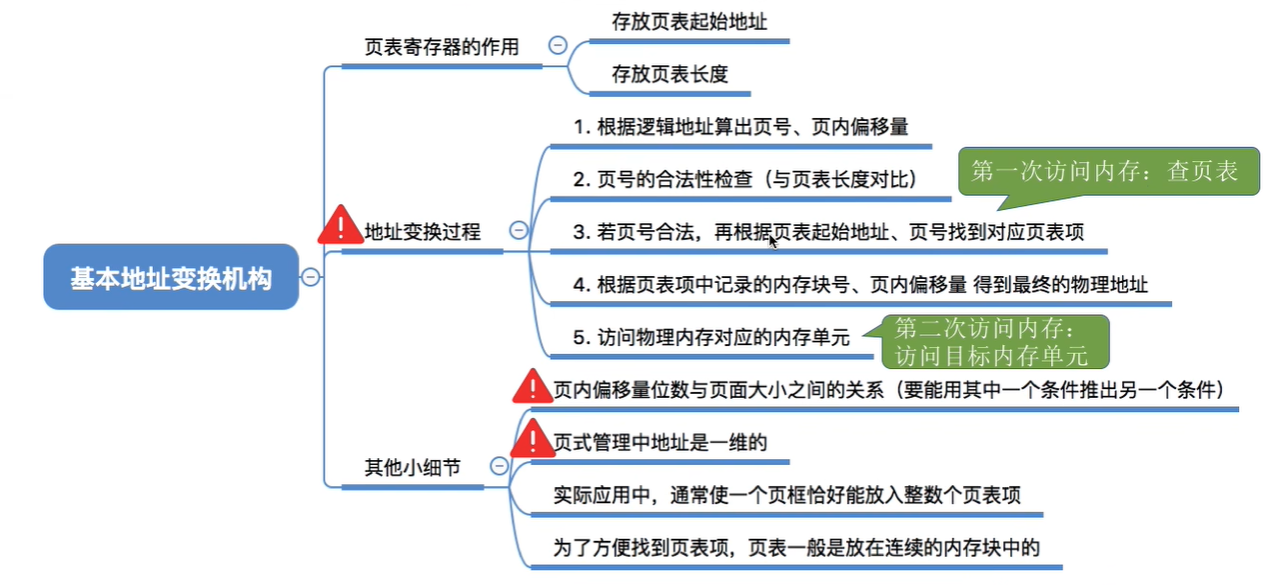 基本地址变换机构
页表寄存器的作用
存放页表起始地址
存放页表长度
地址变换过程
1. 根据逻辑地址算出页号、页内偏移量
2. 页号的合法性检查（与页表长度对比）
3. 若页号合法，再根据页表起始地址、页号找到对应页表项
第一次访问内存：查页表
4. 根据页表项中记录的内存块号、页内偏移量 得到最终的物理地址
5. 访问物理内存对应的内存单元
第二次访问内存：
访问目标内存单元
其他小细节
页内偏移量位数与页面大小之间的关系（要能用其中一个条件推出另一个条件）
页式管理中地址是一维的
实际应用中，通常使一个页框恰好能放入整数个页表项
为了方便找到页表项，页表一般是放在连续的内存块中的